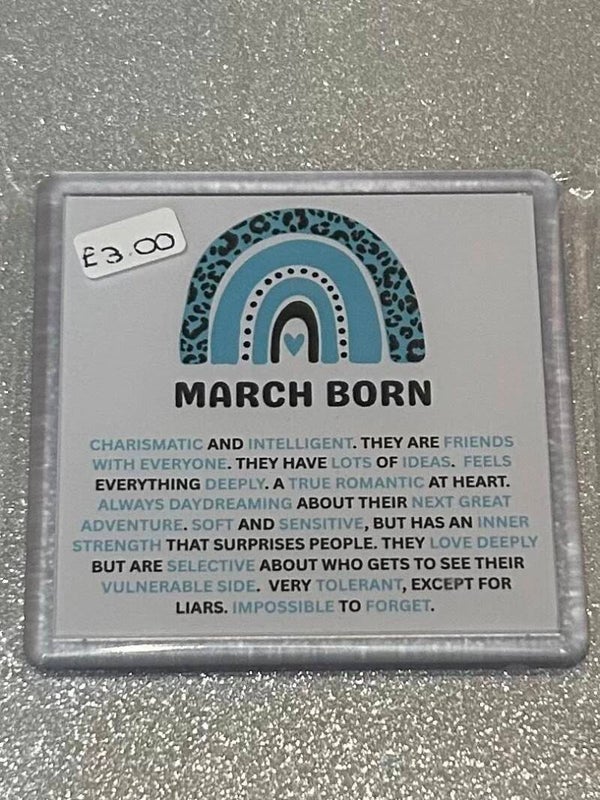 £3.00
MARCH BORN
CHARISMATIC AND INTELLIGENT. THEY ARE FRIENDS
WITH EVERYONE. THEY HAVE LOTS OF IDEAS. FEELS
EVERYTHING DEEPLY. A TRUE ROMANTIC AT HEART.
ALWAYS DAYDREAMING ABOUT THEIR NEXT GREAT
ADVENTURE. SOFT AND SENSITIVE, BUT HAS AN INNER
STRENGTH THAT SURPRISES PEOPLE. THEY LOVE DEEPLY
BUT ARE SELECTIVE ABOUT WHO GETS TO SEE THEIR
VULNERABLE SIDE. VERY TOLERANT, EXCEPT FOR
LIARS. IMPOSSIBLE TO FORGET.